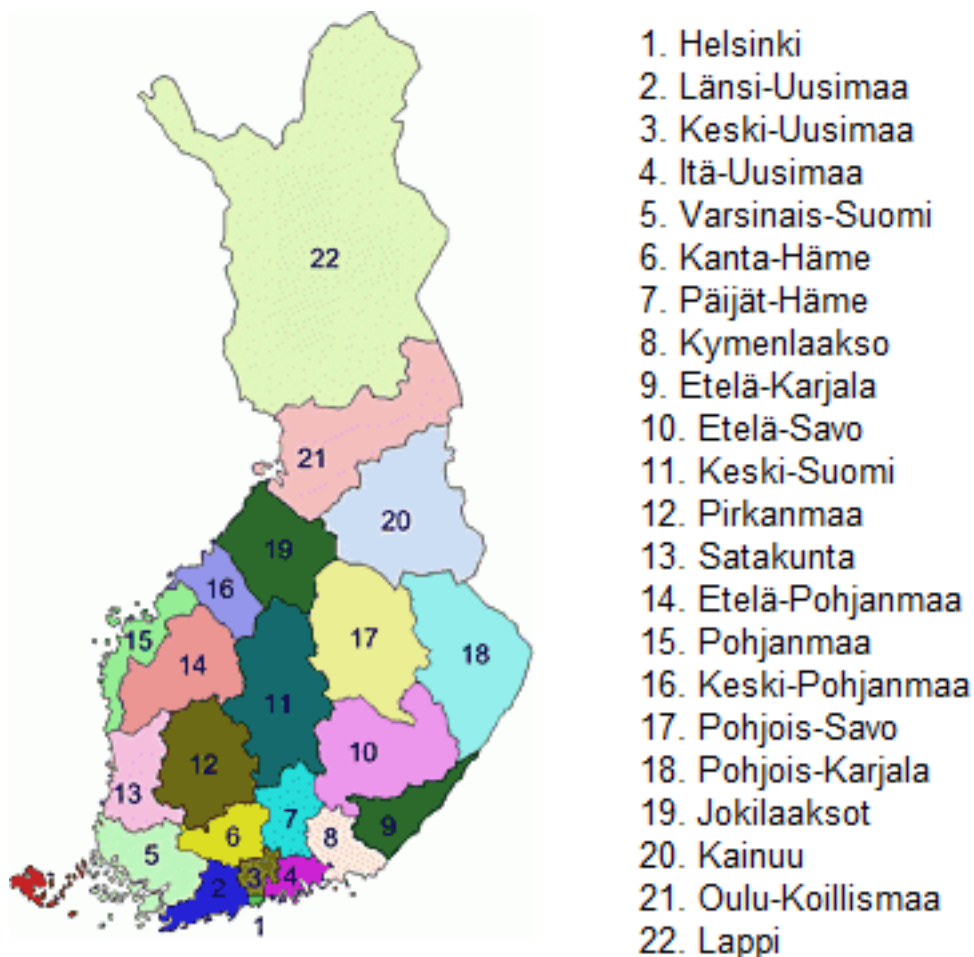 22
21
20
19
16
15
17
18
14
11
10
12
13
7
6
8
9
5
3
4
2
1
1. Helsinki
2. Länsi-Uusimaa
3. Keski-Uusimaa
4. Itä-Uusimaa
5. Varsinais-Suomi
6. Kanta-Häme
7. Päijät-Häme
8. Kymenlaakso
9. Etelä-Karjala
10. Etelä-Savo
11. Keski-Suomi
12. Pirkanmaa
13. Satakunta
14. Etelä-Pohjanmaa
15. Pohjanmaa
16. Keski-Pohjanmaa
17. Pohjois-Savo
18. Pohjois-Karjala
19. Jokilaaksot
20. Kainuu
21. Oulu-Koillismaa
22. Lappi